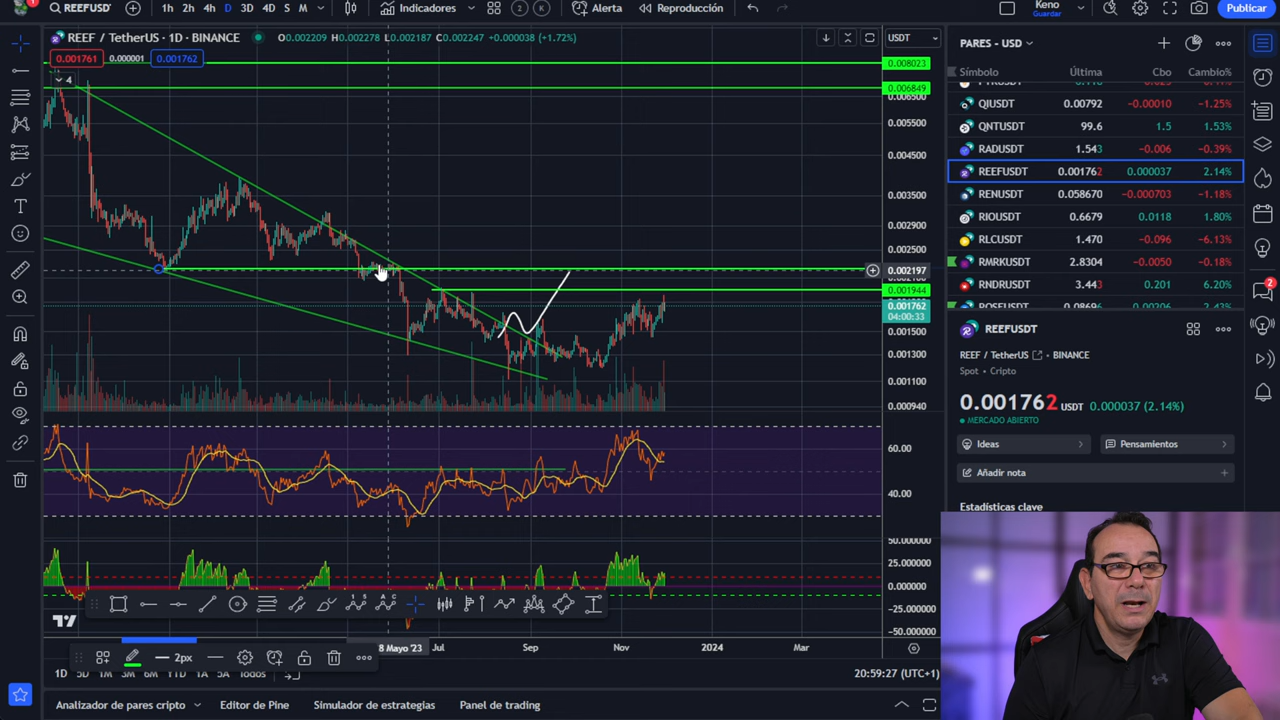 REEFUSD 1h 2h 4h D 3D 4D S M Indicadores 2 K Alerta Reproducción Keno Guardar Publicar
REEF / TetherUS · 1D · BINANCE O0.002209 H0.002278 L0.002187 C0.002247 +0.000038 (+1.72%) USDT
0.001761 0.000001 0.001762
4
0.008023
0.006849
0.006500
0.005500
0.004500
0.003500
0.002900
0.002500
0.002197
0.001944
0.001762
04:00:33
0.001500
0.001300
0.001100
0.000940
60.00
40.00
50.000000
25.000000
0.000000
-25.000000
-50.000000
8 Mayo '23 Jul Sep Nov 2024 Mar
2px
1D 5D 1M 3M 6M YTD 1A 5A Todos
20:59:27 (UTC+1)
Analizador de pares cripto Editor de Pine Simulador de estrategias Panel de trading
PARES - USD
Símbolo Última Cbo Cambio%
QIUSDT 0.00792 −0.00010 −1.25%
QNTUSDT 99.6 1.5 1.53%
RADUSDT 1.543 −0.006 −0.39%
REEFUSDT 0.001762 0.000037 2.14%
RENUSDT 0.058670 −0.000703 −1.18%
RIOUSDT 0.6679 0.0118 1.80%
RLCUSDT 1.470 −0.096 −6.13%
RMRKUSDT 2.8304 −0.0050 −0.18%
RNDRUSDT 3.443 0.201 6.20%
2
REEFUSDT
REEF / TetherUS BINANCE
Spot • Cripto
0.001762 USDT 0.000037 (2.14%)
MERCADO ABIERTO
Ideas Pensamientos
Añadir nota
Estadísticas clave